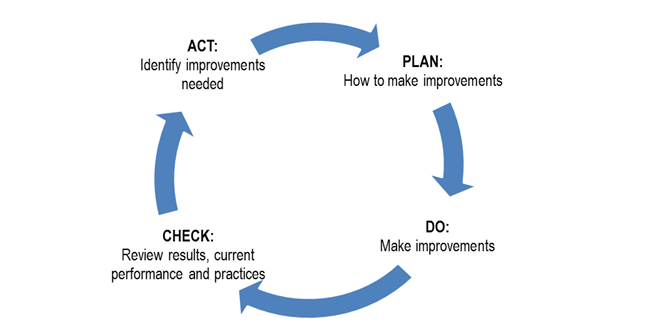 ACT:
Identify improvements
needed
PLAN:
How to make improvements
DO:
Make improvements
CHECK:
Review results, current
performance and practices